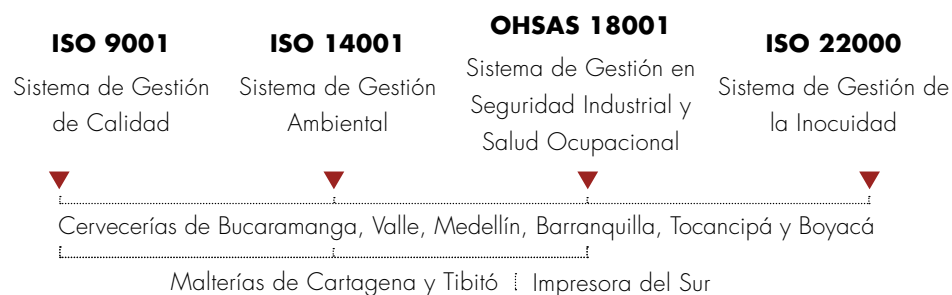 ISO 9001
Sistema de Gestión
de Calidad
ISO 14001
Sistema de Gestión
Ambiental
OHSAS 18001
Sistema de Gestión en
Seguridad Industrial y
Salud Ocupacional
ISO 22000
Sistema de Gestión de
la Inocuidad
Cervecerías de Bucaramanga, Valle, Medellín, Barranquilla, Tocancipá y Boyacá
Malterías de Cartagena y Tibitó
Impresora del Sur